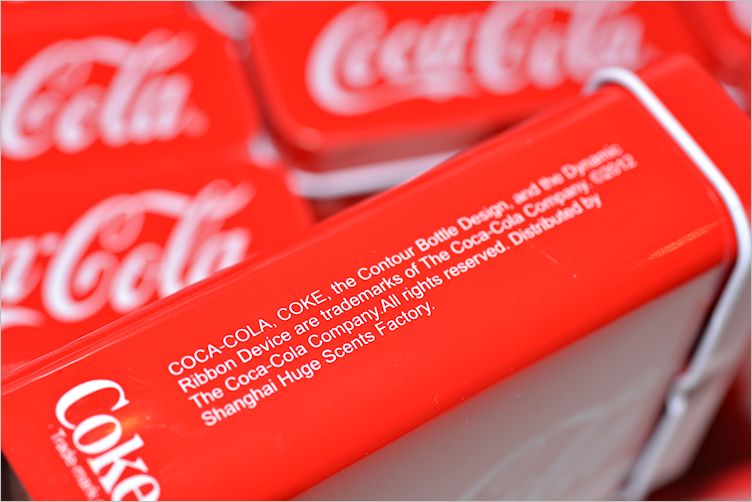 Coca-Cola
Coca-Cola
Coca-Cola
COCA-COLA, COKE, the Contour Bottle Design, and the Dynamic
Ribbon Device are trademarks of The Coca-Cola Company ©2012
The Coca-Cola Company.All rights reserved. Distributed by
Shanghai Huge Scents Factory.
Coke
Trade mark